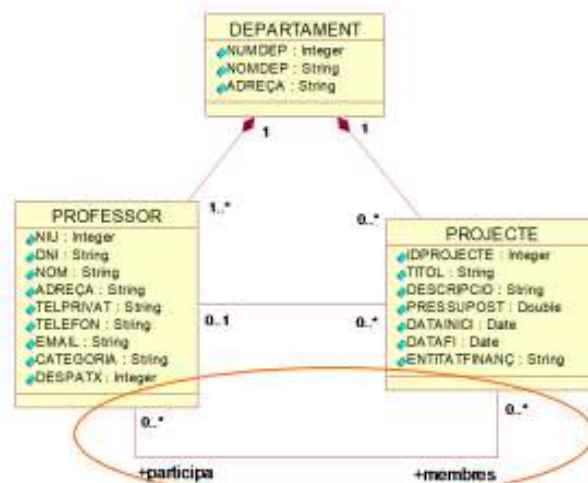 DEPARTAMENT
NUMDEP : Integer
NOMDEP : String
ADREÇA : String
1
1
1..*
0..*
PROFESSOR
NIU : Integer
DNI : String
NOM : String
ADREÇA : String
TELPRIVAT : String
TELEFON : String
EMAIL : String
CATEGORIA : String
DESPATX : Integer
PROJECTE
IDPROJECTE : Integer
TITOL : String
DESCRIPCIO : String
PRESSUPOST : Double
DATAINICI : Date
DATAFI : Date
ENTITATFINANÇ : String
0..1
0..*
0..*
0..*
+participa
+membres